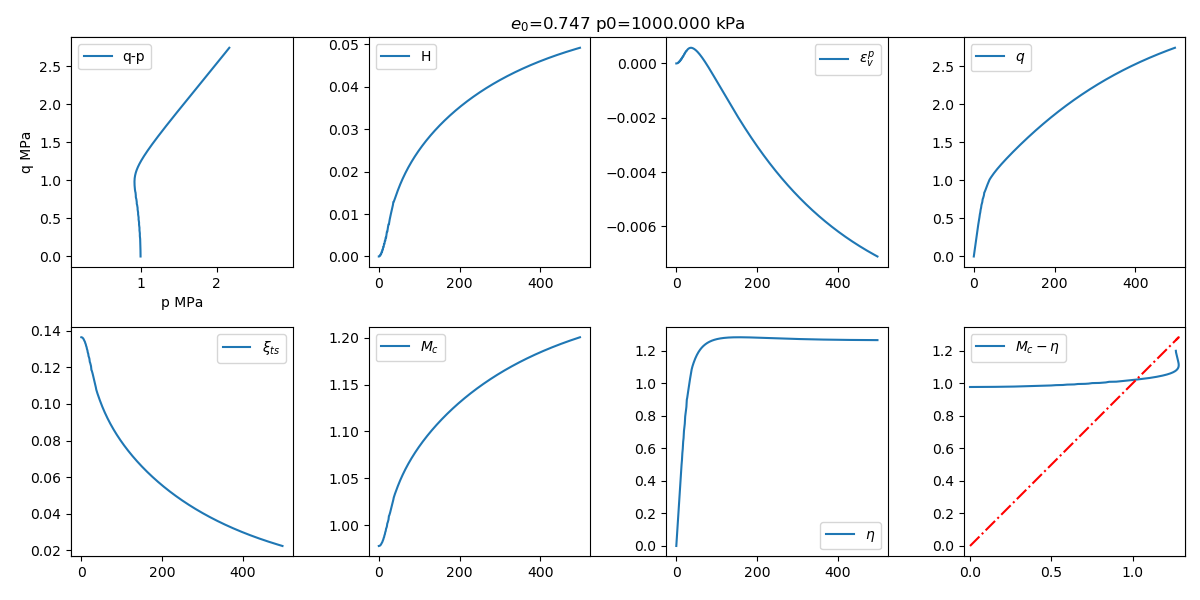 e₀=0.747 p0=1000.000 kPa
q MPa
2.5
2.0
1.5
1.0
0.5
0.0
q-p
1 2
p MPa
0.05
0.04
0.03
0.02
0.01
0.00
H
0 200 400
0.000
−0.002
−0.004
−0.006
εᵥᵖ
0 200 400
2.5
2.0
1.5
1.0
0.5
0.0
q
0 200 400
0.14
0.12
0.10
0.08
0.06
0.04
0.02
ξₜₛ
0 200 400
1.20
1.15
1.10
1.05
1.00
M_c
0 200 400
1.2
1.0
0.8
0.6
0.4
0.2
0.0
η
0 200 400
1.2
1.0
0.8
0.6
0.4
0.2
0.0
M_c − η
0.0 0.5 1.0